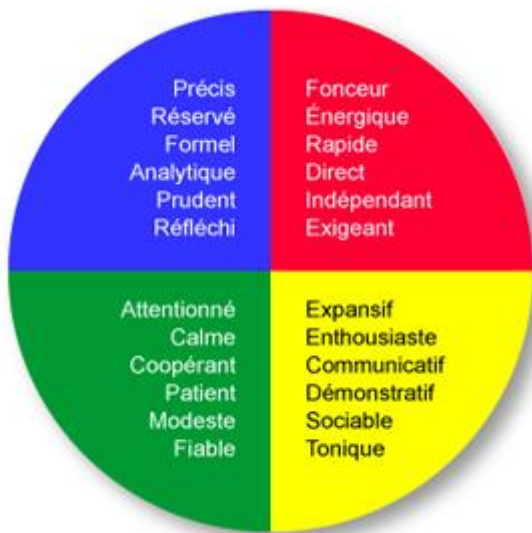 Précis
Réservé
Formel
Analytique
Prudent
Réfléchi
Fonceur
Énergique
Rapide
Direct
Indépendant
Exigeant
Attentionné
Calme
Coopérant
Patient
Modeste
Fiable
Expansif
Enthousiaste
Communicatif
Démonstratif
Sociable
Tonique